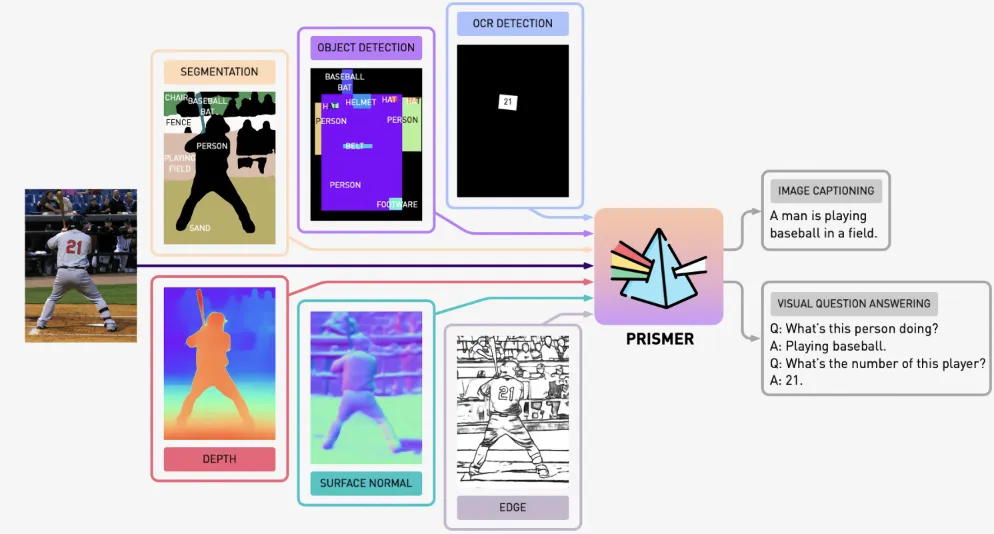 OCR DETECTION
21
OBJECT DETECTION
BASEBALL
BAT
HELMET
HAT
PERSON
PERSON
BELT
PERSON
FOOTWARE
SEGMENTATION
CHAIR
BASEBALL
BAT
FENCE
PERSON
PLAYING
FIELD
SAND
21
DEPTH
SURFACE NORMAL
21
EDGE
PRISMER
IMAGE CAPTIONING
A man is playing
baseball in a field.
VISUAL QUESTION ANSWERING
Q: What's this person doing?
A: Playing baseball.
Q: What's the number of this player?
A: 21.